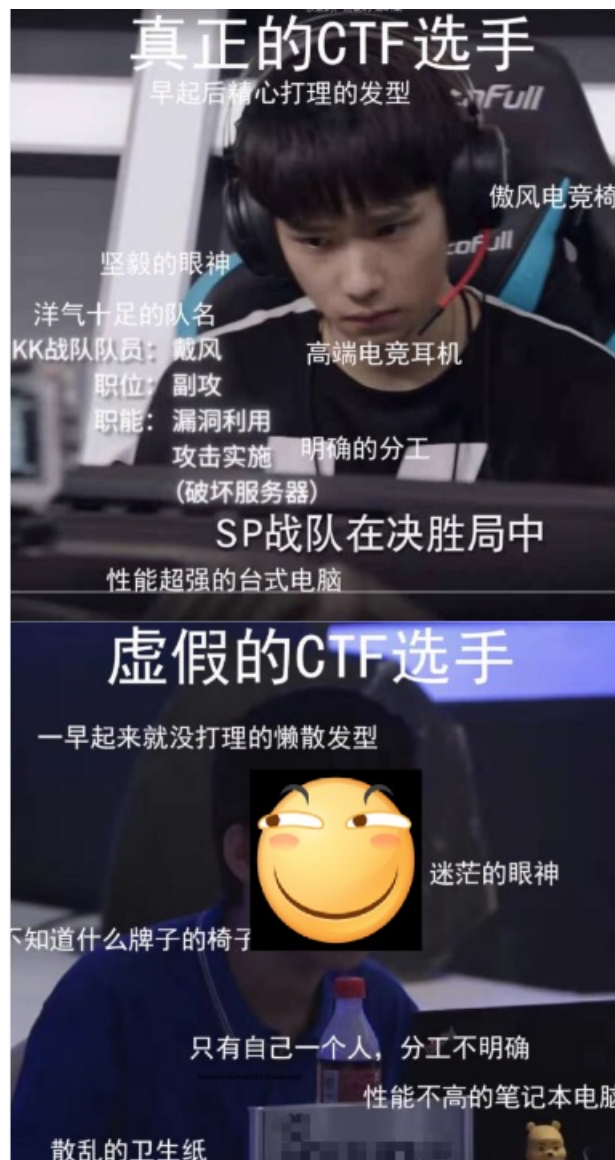 真正的CTF选手
早起后精心打理的发型
傲风电竞椅
坚毅的眼神
洋气十足的队名
KK战队队员：戴风
高端电竞耳机
职位：副攻
职能：漏洞利用
攻击实施
明确的分工
（破坏服务器）
SP战队在决胜局中
性能超强的台式电脑
虚假的CTF选手
一早起来就没打理的懒散发型
迷茫的眼神
不知道什么牌子的椅子
只有自己一个人，分工不明确
性能不高的笔记本电脑
散乱的卫生纸